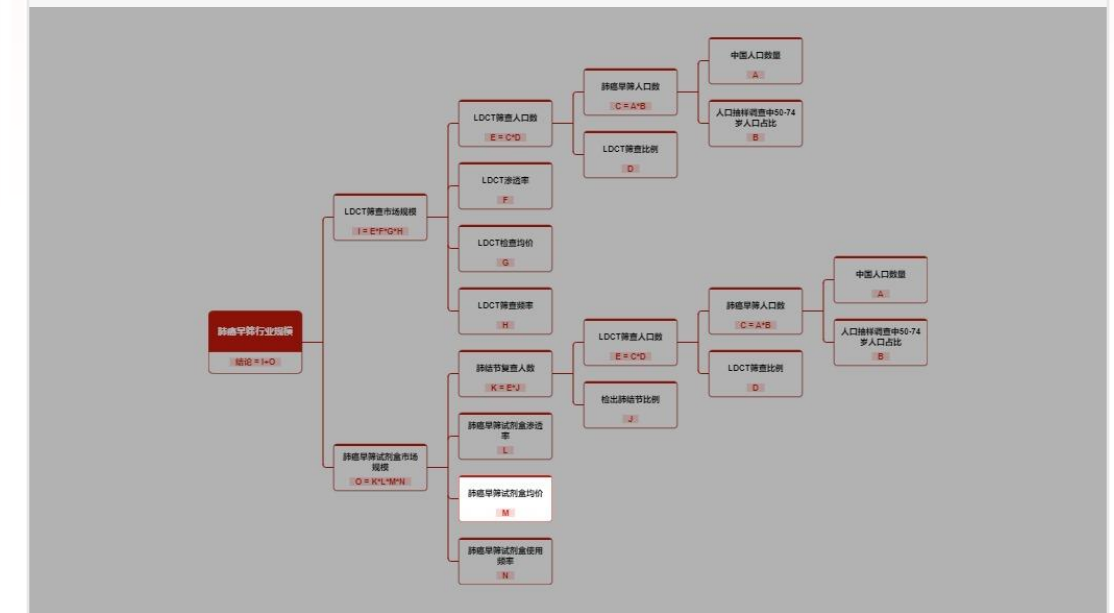 中国人口数量
A
肺癌早筛人口数
C = A*B
人口抽样调查中50-74
岁人口占比
B
LDCT筛查人口数
E = C*D
LDCT筛查比例
D
LDCT渗透率
F
LDCT筛查市场规模
I = E*F*G*H
LDCT检查均价
G
LDCT筛查频率
H
肺癌早筛行业规模
结论 = I+O
中国人口数量
A
肺癌早筛人口数
C = A*B
人口抽样调查中50-74
岁人口占比
B
LDCT筛查人口数
E = C*D
LDCT筛查比例
D
肺结节复查人数
K = E*J
检出肺结节比例
J
肺癌早筛试剂盒渗透
率
L
肺癌早筛试剂盒市场
规模
O = K*L*M*N
肺癌早筛试剂盒均价
M
肺癌早筛试剂盒使用
频率
N